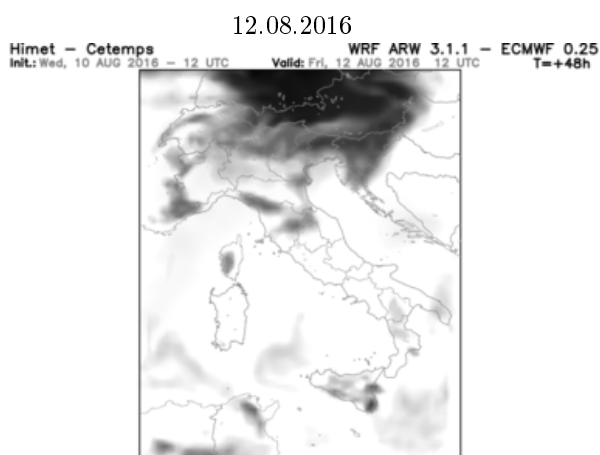 12.08.2016
Himet - Cetemps WRF ARW 3.1.1 - ECMWF 0.25
Init.: Wed, 10 AUG 2016 - 12 UTC Valid: Fri, 12 AUG 2016 12 UTC T=+48h